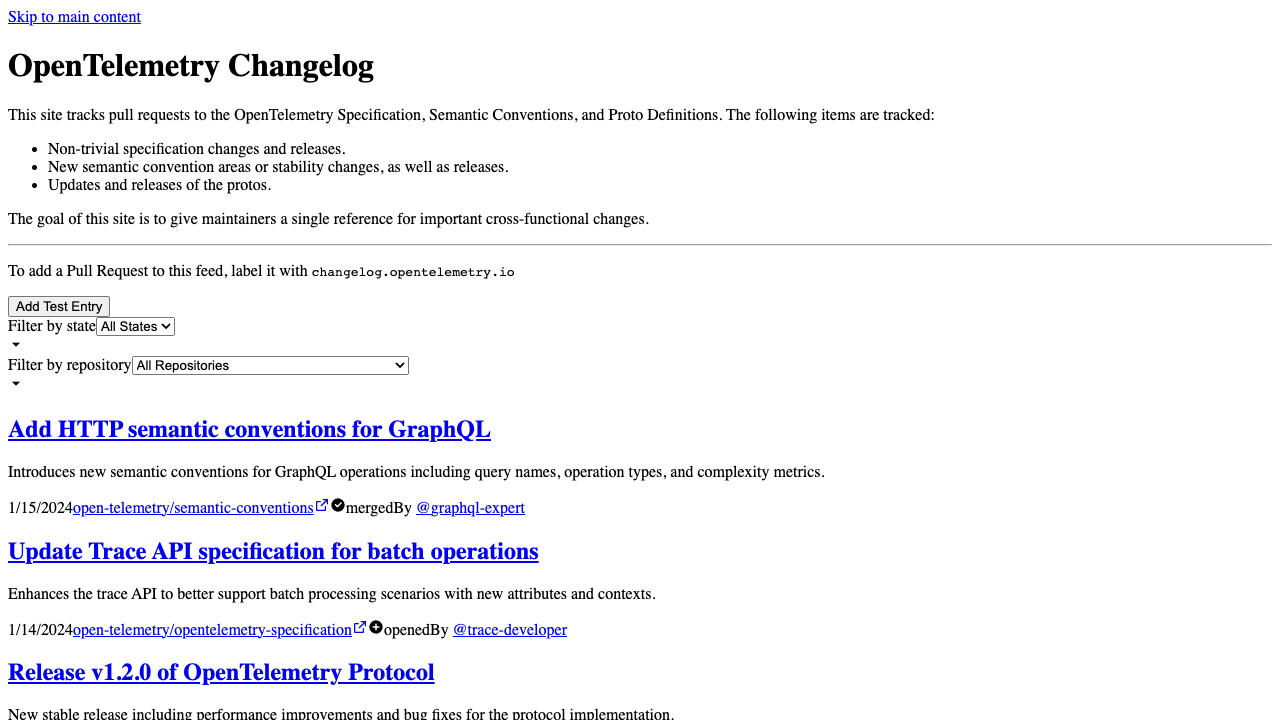 Skip to main content
OpenTelemetry Changelog
This site tracks pull requests to the OpenTelemetry Specification, Semantic Conventions, and Proto Definitions. The following items are tracked:
Non-trivial specification changes and releases.
New semantic convention areas or stability changes, as well as releases.
Updates and releases of the protos.
The goal of this site is to give maintainers a single reference for important cross-functional changes.
To add a Pull Request to this feed, label it with changelog.opentelemetry.io
Add Test Entry
Filter by state All States
Filter by repository All Repositories
Add HTTP semantic conventions for GraphQL
Introduces new semantic conventions for GraphQL operations including query names, operation types, and complexity metrics.
1/15/2024open-telemetry/semantic-conventions mergedBy @graphql-expert
Update Trace API specification for batch operations
Enhances the trace API to better support batch processing scenarios with new attributes and contexts.
1/14/2024open-telemetry/opentelemetry-specification openedBy @trace-developer
Release v1.2.0 of OpenTelemetry Protocol
New stable release including performance improvements and bug fixes for the protocol implementation.